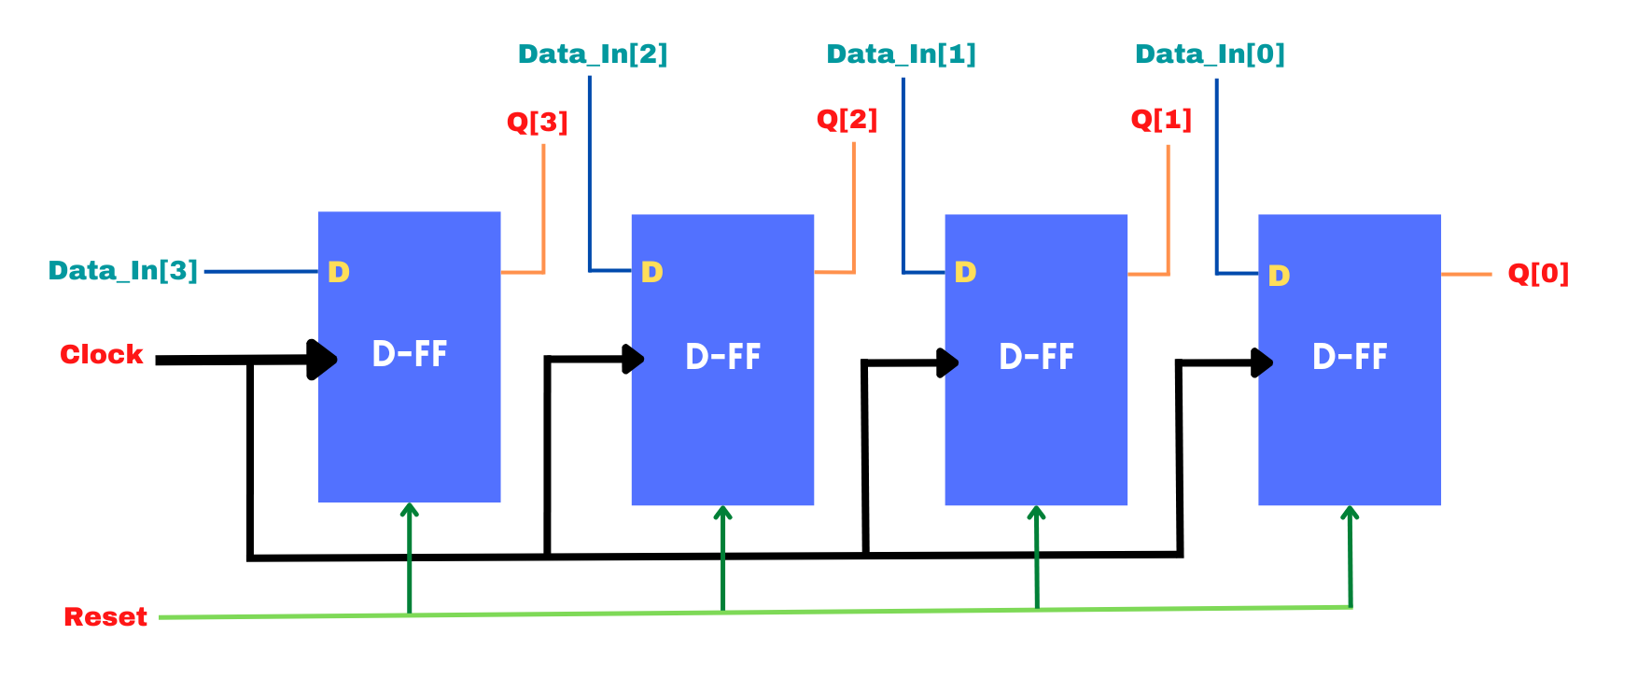 Data_In[2]
Data_In[1]
Data_In[0]
Q[3]
Q[2]
Q[1]
Data_In[3]
D
D
D
D
Q[0]
Clock
D-FF
D-FF
D-FF
D-FF
Reset